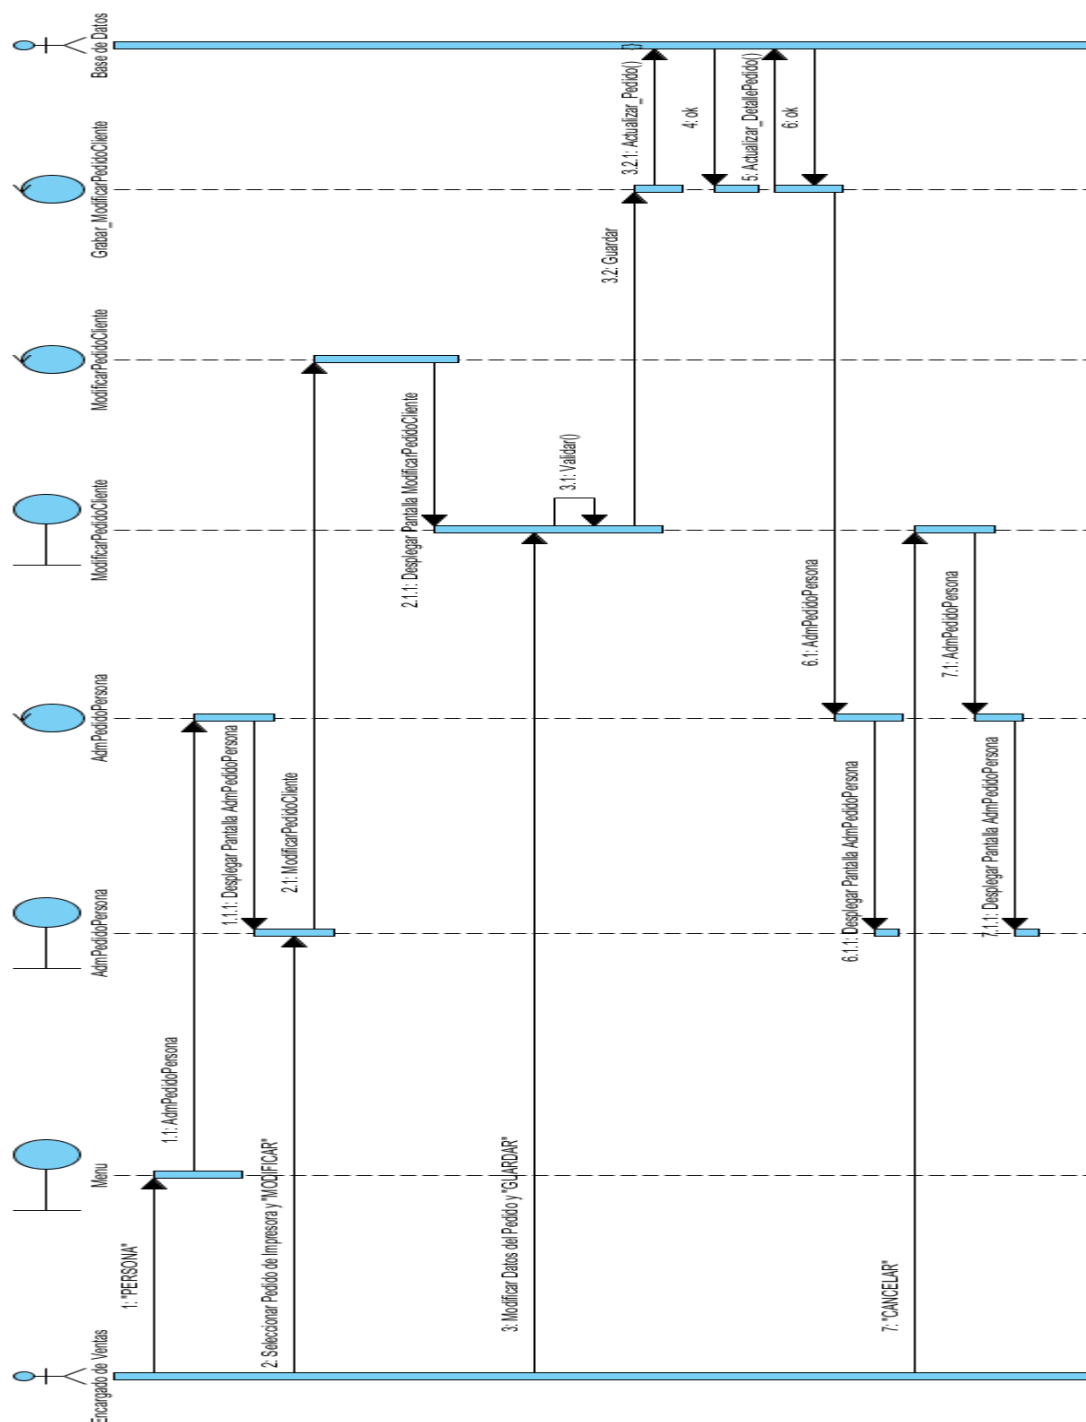 Encargado de Ventas
Menu
AdmPedidoPersona
AdmPedidoPersona
ModificarPedidoCliente
ModificarPedidoCliente
Grabar_ModificarPedidoCliente
Base de Datos
1: "PERSONA"
1.1: AdmPedidoPersona
1.1.1: Desplegar Pantalla AdmPedidoPersona
2: Seleccionar Pedido de Impresora y "MODIFICAR"
2.1: ModificarPedidoCliente
2.1.1: Desplegar Pantalla ModificarPedidoCliente
3: Modificar Datos del Pedido y "GUARDAR"
3.1: Validar()
3.2: Guardar
3.2.1: Actualizar_Pedido()
4: ok
5: Actualizar_DetallePedido()
6: ok
6.1: AdmPedidoPersona
6.1.1: Desplegar Pantalla AdmPedidoPersona
7: "CANCELAR"
7.1: AdmPedidoPersona
7.1.1: Desplegar Pantalla AdmPedidoPersona